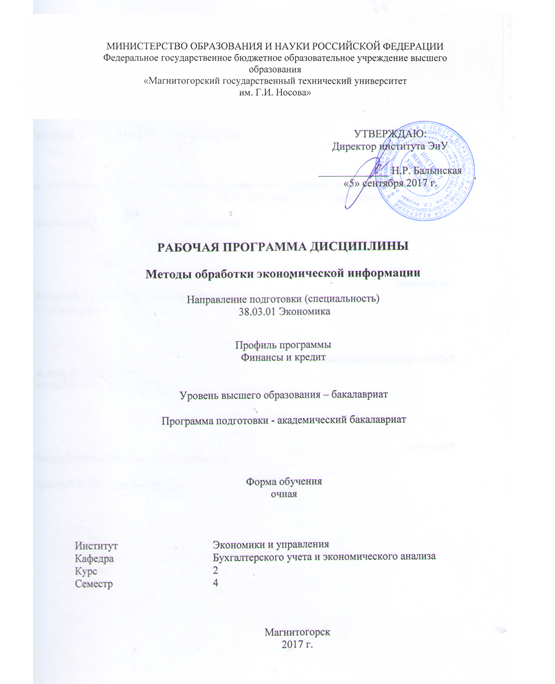 МИНИСТЕРСТВО ОБРАЗОВАНИЯ И НАУКИ РОССИЙСКОЙ ФЕДЕРАЦИИ
Федеральное государственное бюджетное образовательное учреждение высшего
образования
«Магнитогорский государственный технический университет
им. Г.И. Носова»
УТВЕРЖДАЮ:
Директор института ЭиУ
Н.Р. Балынская
«5» сентября 2017 г.
РАБОЧАЯ ПРОГРАММА ДИСЦИПЛИНЫ
Методы обработки экономической информации
Направление подготовки (специальность)
38.03.01 Экономика
Профиль программы
Финансы и кредит
Уровень высшего образования – бакалавриат
Программа подготовки - академический бакалавриат
Форма обучения
очная
Институт Экономики и управления
Кафедра Бухгалтерского учета и экономического анализа
Курс 2
Семестр 4
Магнитогорск
2017 г.